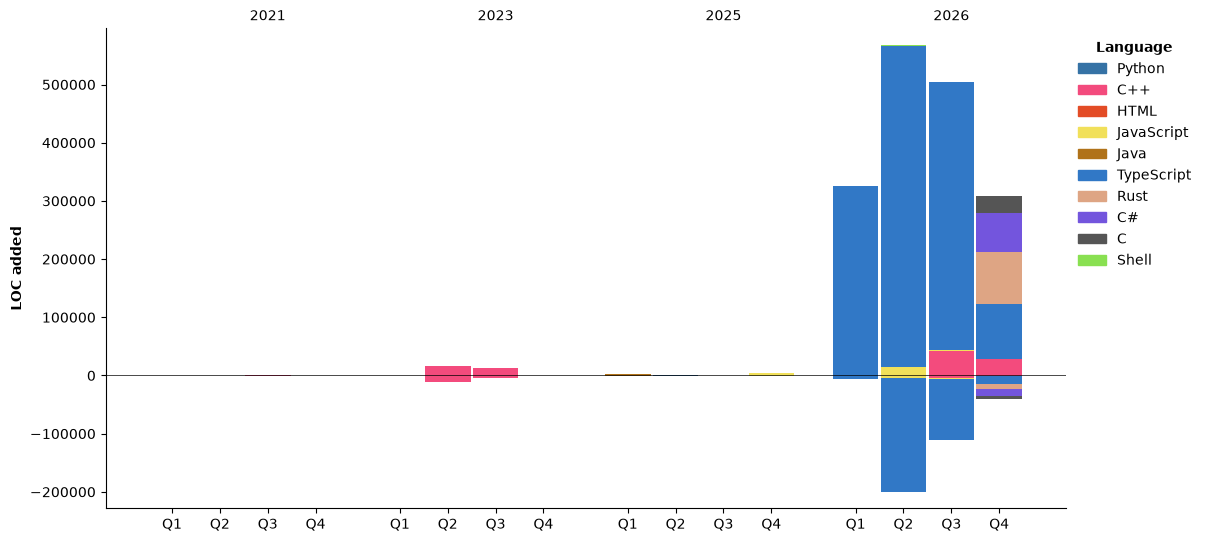 2021 2023 2025 2026
Language
Python
C++
HTML
JavaScript
Java
TypeScript
Rust
C#
C
Shell
LOC added
500000
400000
300000
200000
100000
0
−100000
−200000
Q1 Q2 Q3 Q4 Q1 Q2 Q3 Q4 Q1 Q2 Q3 Q4 Q1 Q2 Q3 Q4